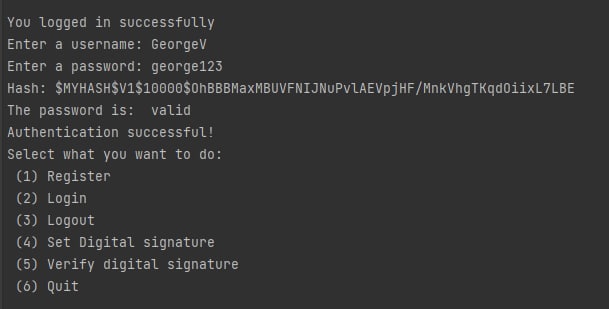 You logged in successfully
Enter a username: GeorgeV
Enter a password: george123
Hash: $MYHASH$V1$10000$OhBBBMaxMBUVFNIJNuPvlAEVpjHF/MnkVhgTKqdOiixL7LBE
The password is:  valid
Authentication successful!
Select what you want to do:
 (1) Register
 (2) Login
 (3) Logout
 (4) Set Digital signature
 (5) Verify digital signature
 (6) Quit